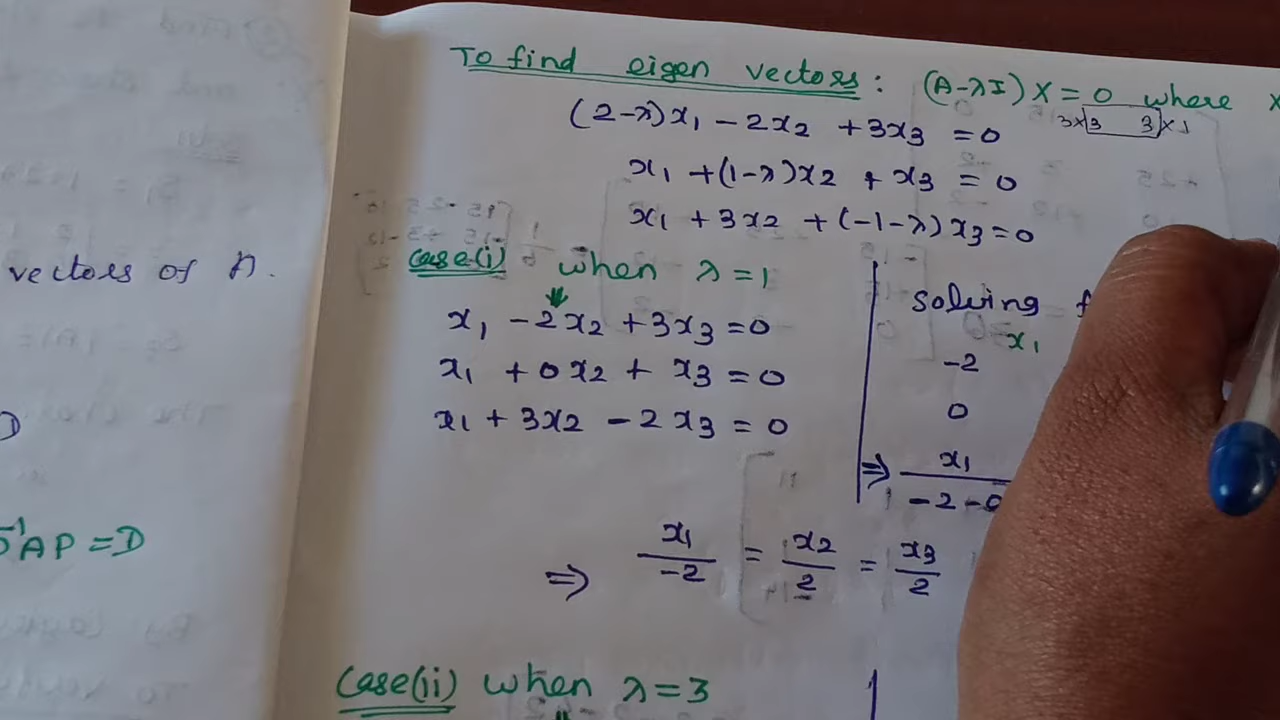 To find eigen vectors : (A-λI)X = 0 where X
3×3 3×1
(2-λ)x₁ - 2x₂ + 3x₃ = 0
x₁ + (1-λ)x₂ + x₃ = 0
x₁ + 3x₂ + (-1-λ)x₃ = 0
vectors of A.
case(i) when λ=1
x₁ - 2x₂ + 3x₃ = 0
x₁ + 0x₂ + x₃ = 0
x₁ + 3x₂ - 2x₃ = 0
solving
x₁
-2
0
⇒ x₁
-2-0
AP = D
⇒ x₁/-2 = x₂/2 = x₃/2
case(ii) when λ=3